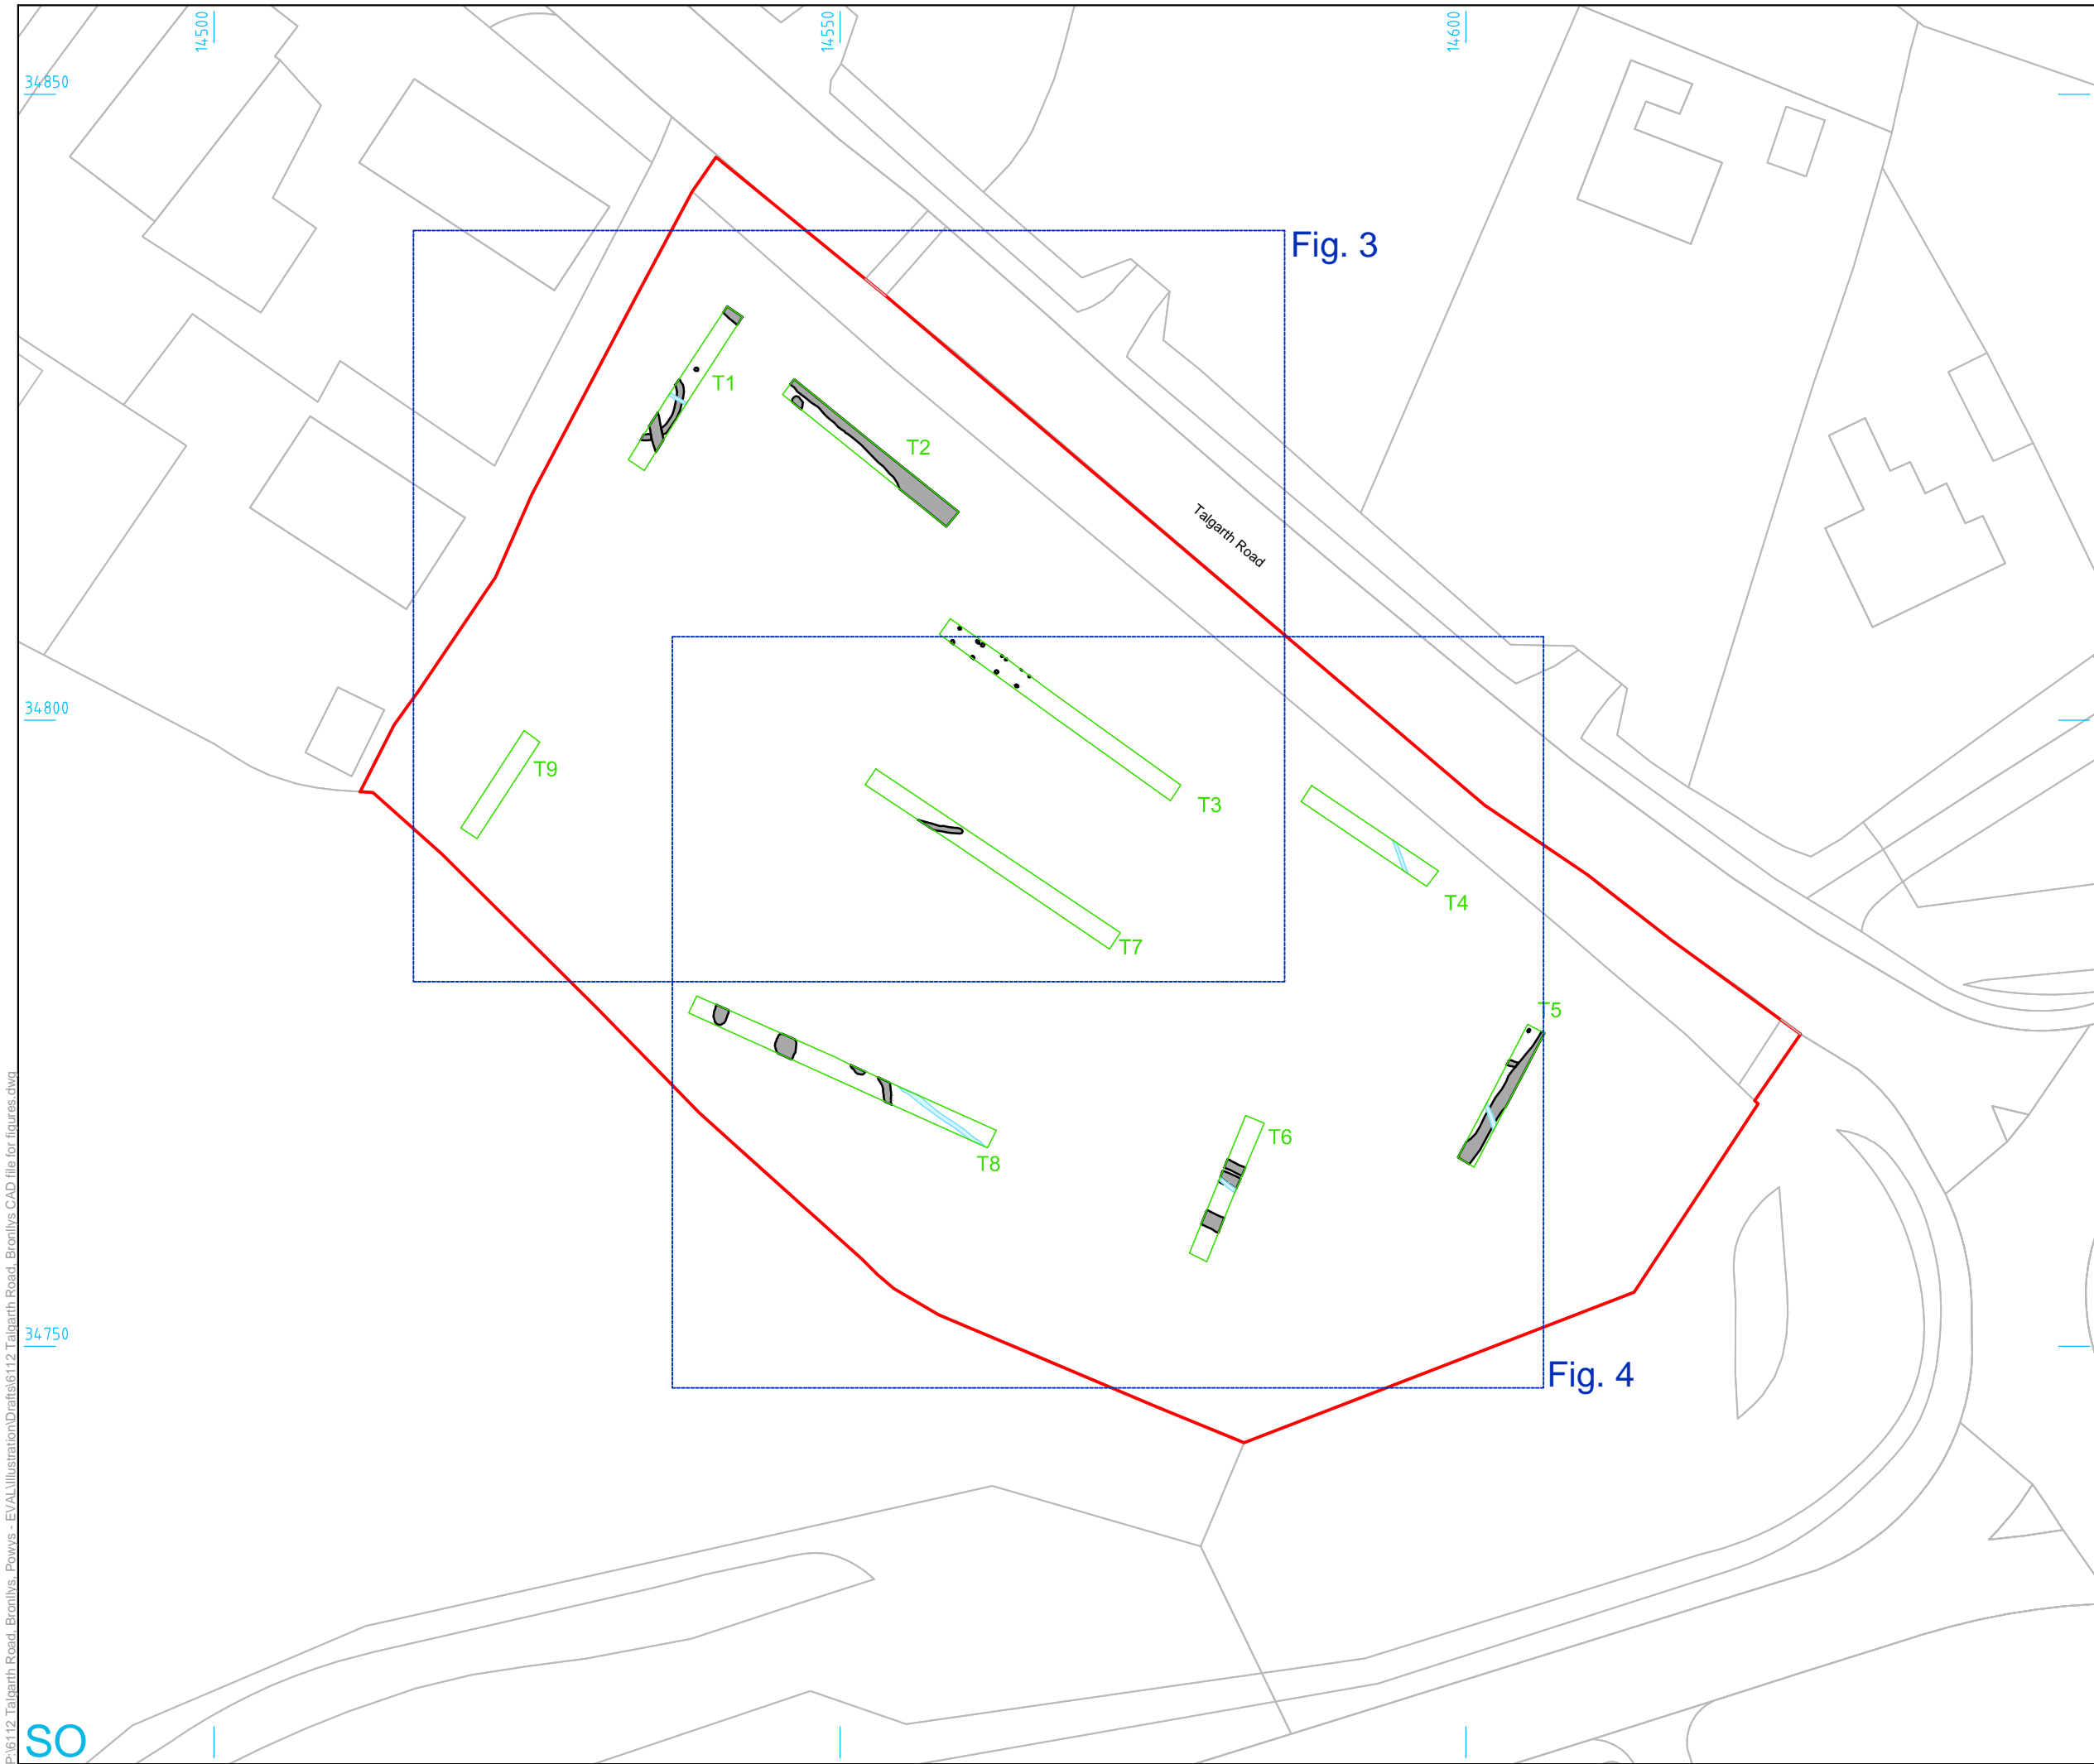 14500
14550
14600
34850
Fig. 3
T1
T2
Talgarth Road
34800
T9
T3
T4
T7
T5
T6
T8
34750
Fig. 4
SO
P:\6112 Talgarth Road, Bronllys, Powys - EVAL\Illustration\Drafts\6112 Talgarth Road, Bronllys CAD file for figures.dwg